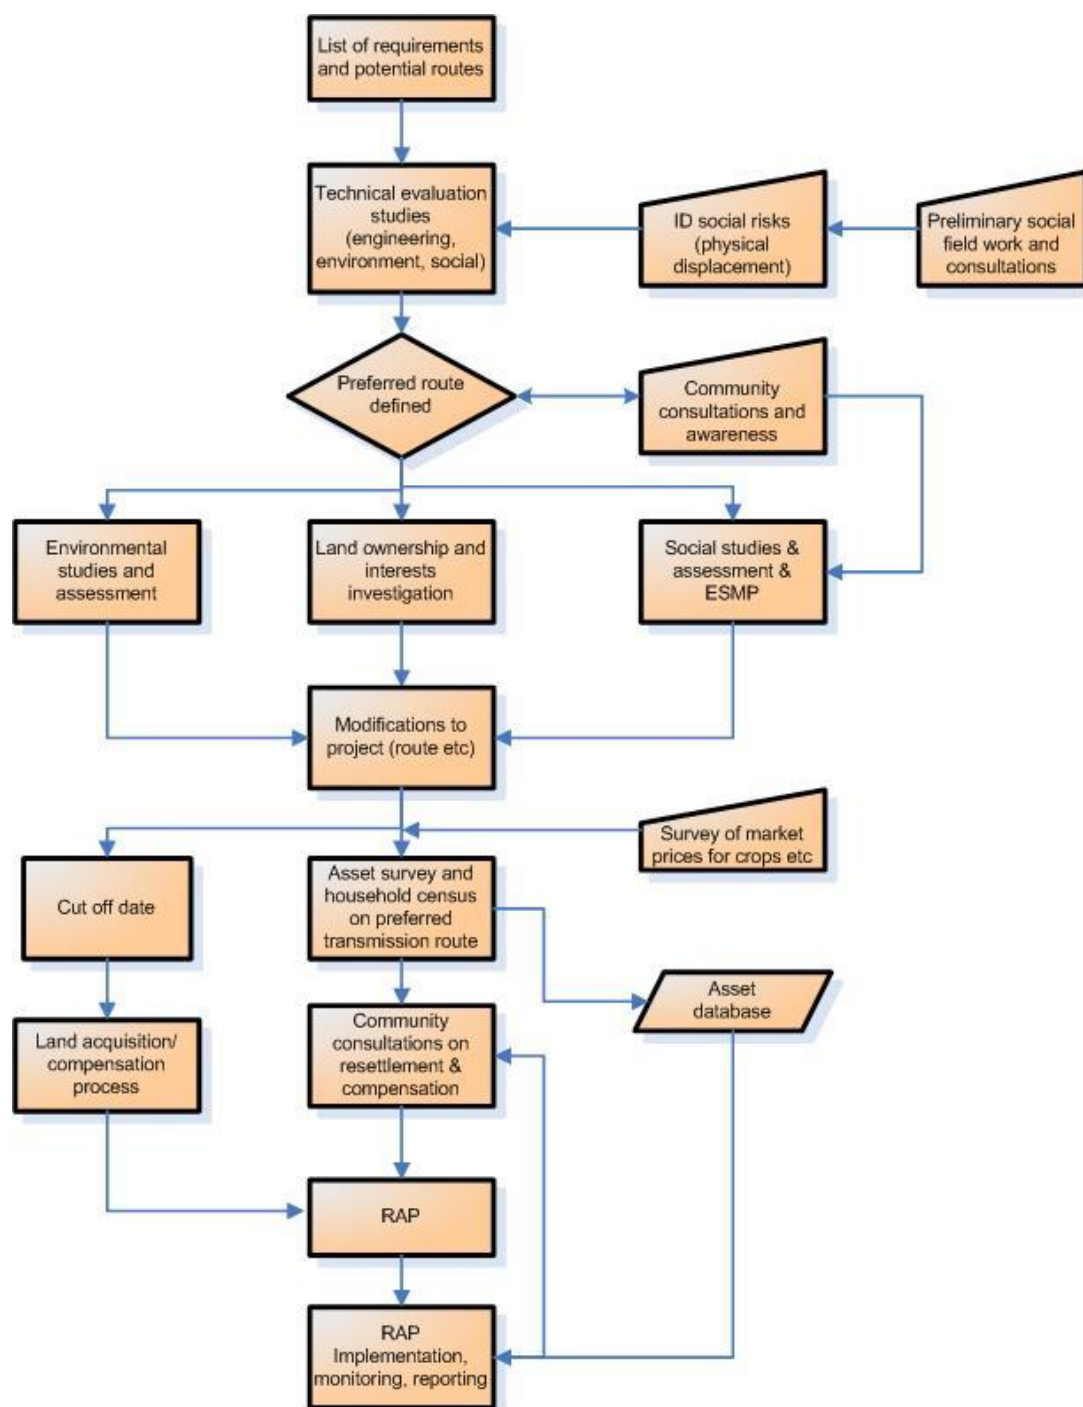 List of requirements
and potential routes
Technical evaluation
studies
(engineering,
environment, social)
ID social risks
(physical
displacement)
Preliminary social
field work and
consultations
Preferred route
defined
Community
consultations and
awareness
Environmental
studies and
assessment
Land ownership and
interests
investigation
Social studies &
assessment &
ESMP
Modifications to
project (route etc)
Survey of market
prices for crops etc
Cut off date
Asset survey and
household census
on preferred
transmission route
Asset
database
Land acquisition/
compensation
process
Community
consultations on
resettlement &
compensation
RAP
RAP
Implementation,
monitoring, reporting